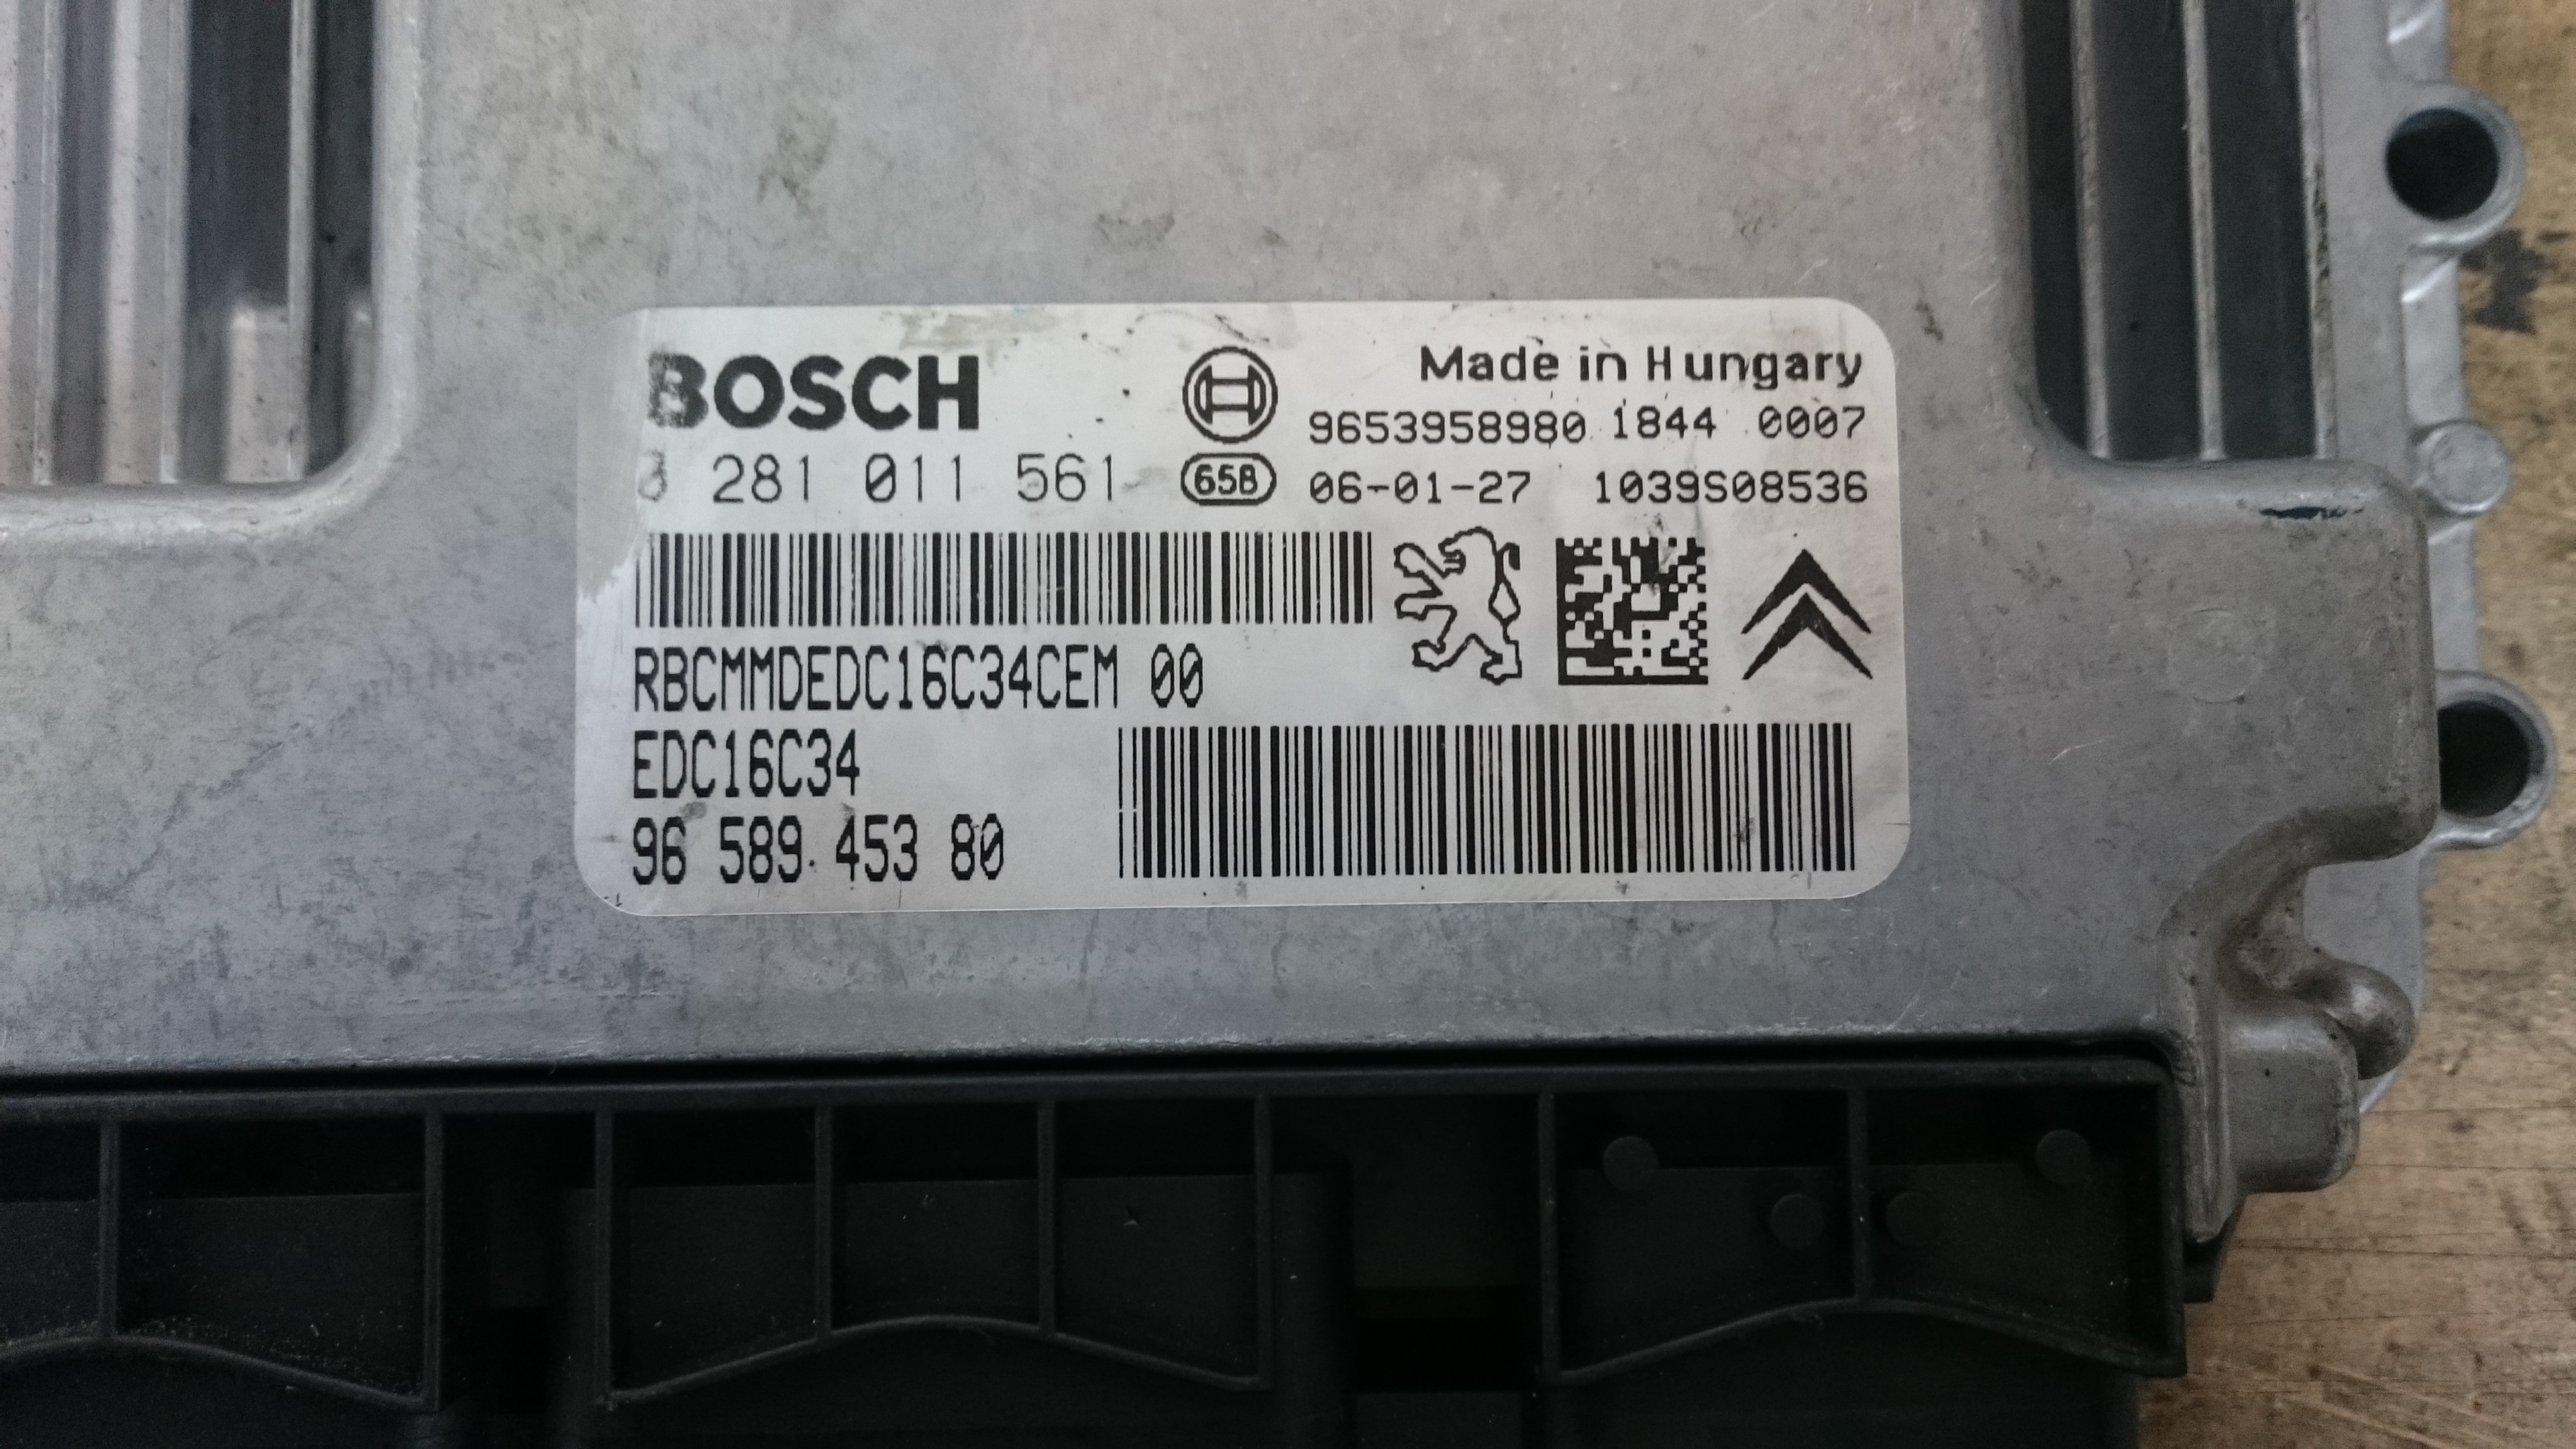 BOSCH
Made in Hungary
9653958980 1844 0007
281 011 561
65B
06-01-27 1039S08536
RBCMMDEDC16C34CEM 00
EDC16C34
96 589 453 80